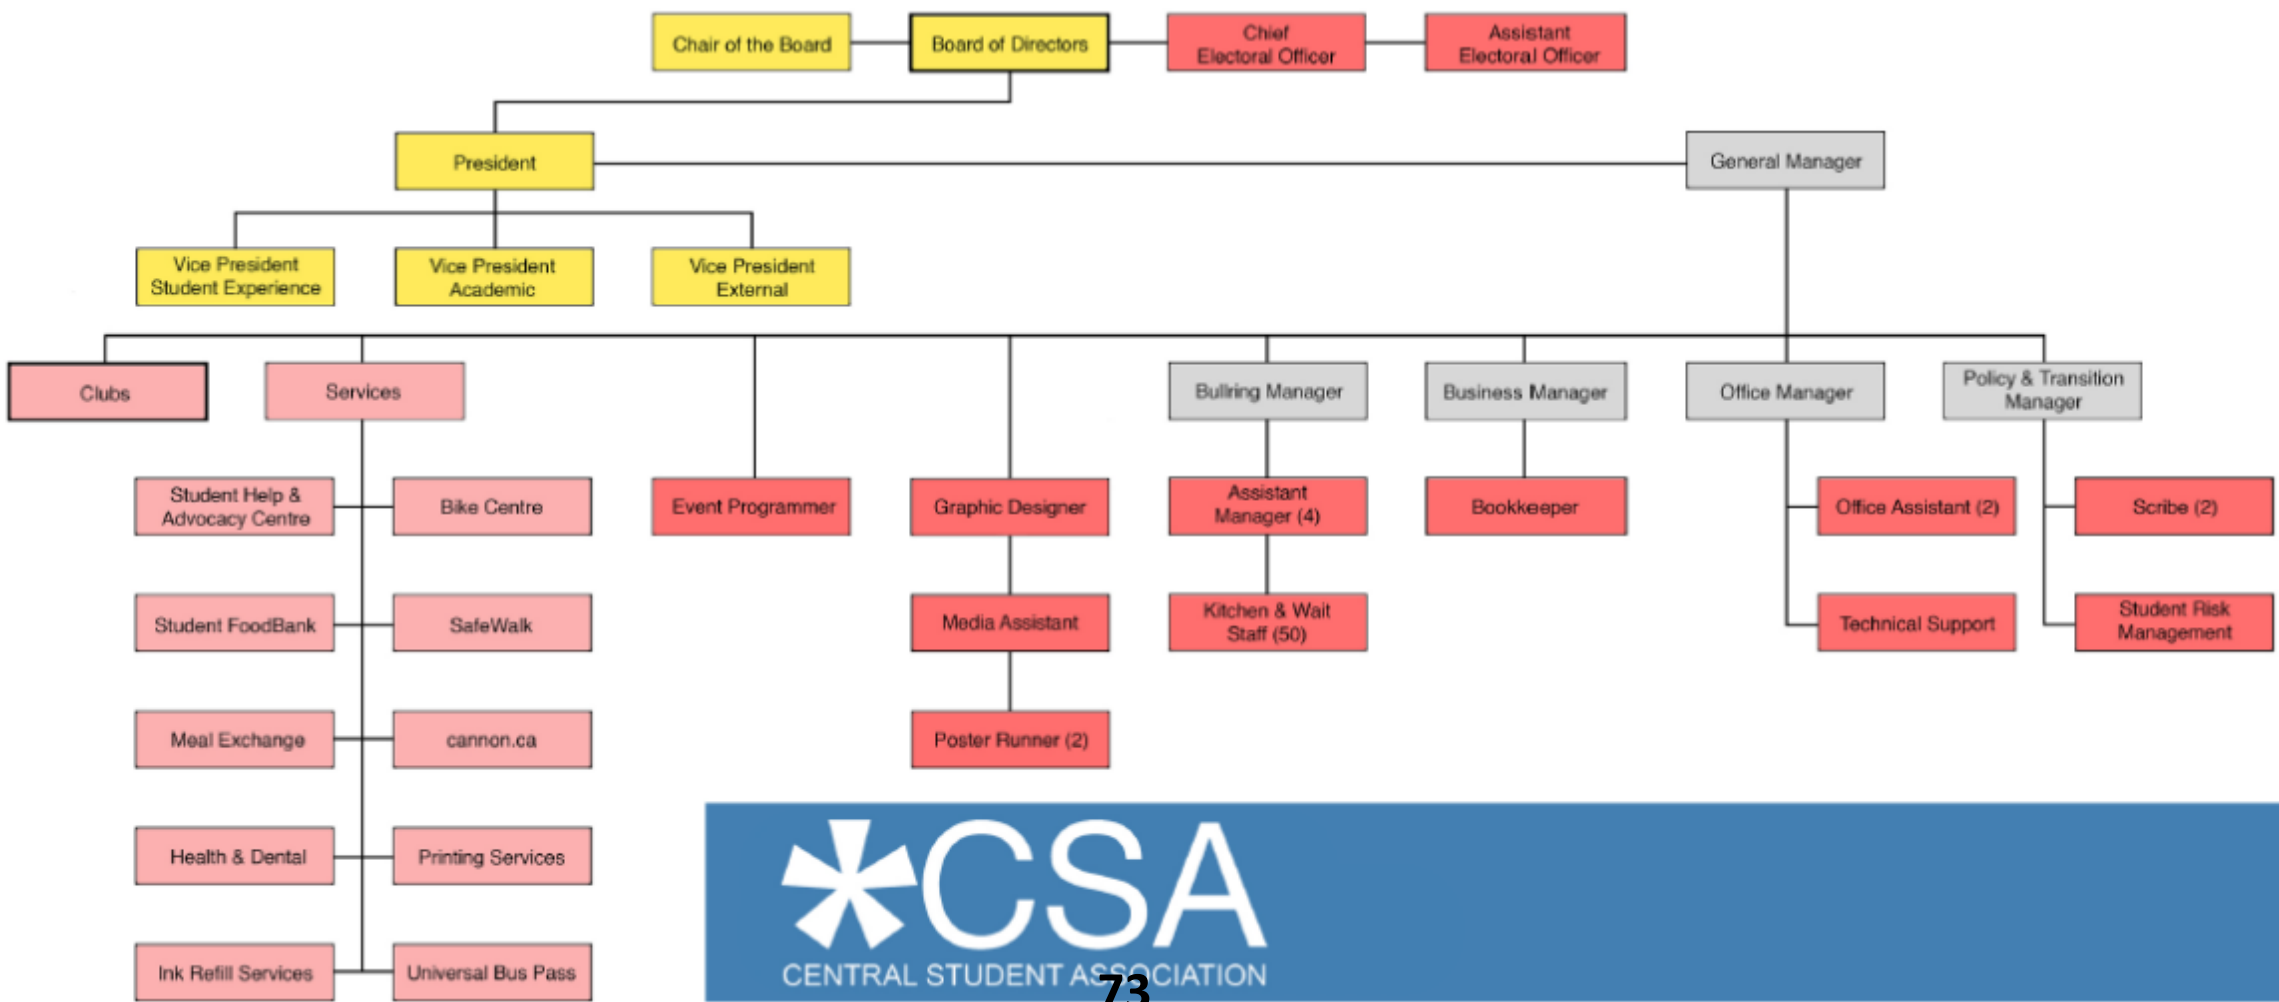 Chair of the Board
Board of Directors
Chief
Electoral Officer
Assistant
Electoral Officer
President
General Manager
Vice President
Student Experience
Vice President
Academic
Vice President
External
Clubs
Services
Bullring Manager
Business Manager
Office Manager
Policy & Transition
Manager
Student Help &
Advocacy Centre
Bike Centre
Event Programmer
Graphic Designer
Assistant
Manager (4)
Bookkeeper
Office Assistant (2)
Scribe (2)
Student FoodBank
SafeWalk
Media Assistant
Kitchen & Wait
Staff (50)
Technical Support
Student Risk
Management
Meal Exchange
cannon.ca
Poster Runner (2)
Health & Dental
Printing Services
Ink Refill Services
Universal Bus Pass
CSA
CENTRAL STUDENT ASSOCIATION
73